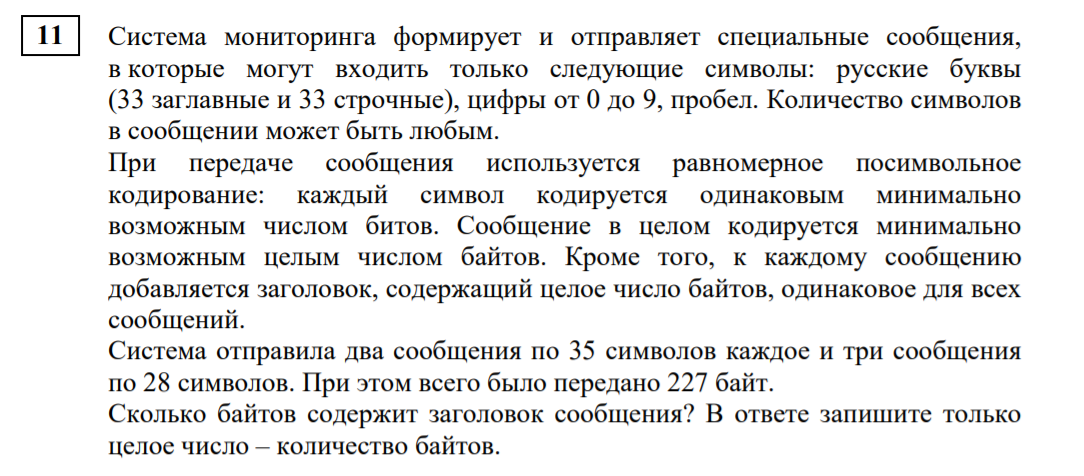 11
Система мониторинга формирует и отправляет специальные сообщения,
в которые могут входить только следующие символы: русские буквы
(33 заглавные и 33 строчные), цифры от 0 до 9, пробел. Количество символов
в сообщении может быть любым.
При передаче сообщения используется равномерное посимвольное
кодирование: каждый символ кодируется одинаковым минимально
возможным числом битов. Сообщение в целом кодируется минимально
возможным целым числом байтов. Кроме того, к каждому сообщению
добавляется заголовок, содержащий целое число байтов, одинаковое для всех
сообщений.
Система отправила два сообщения по 35 символов каждое и три сообщения
по 28 символов. При этом всего было передано 227 байт.
Сколько байтов содержит заголовок сообщения? В ответе запишите только
целое число – количество байтов.